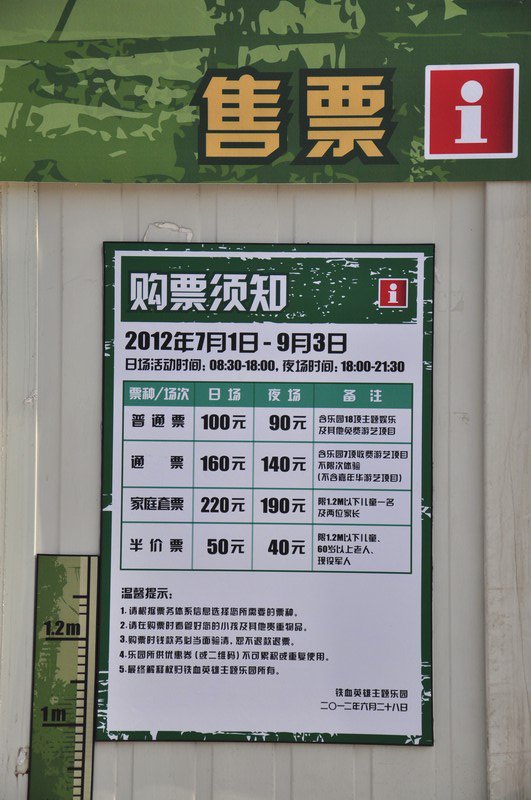 售票
购票须知
2012年7月1日 - 9月3日
日场活动时间: 08:30-18:00, 夜场时间: 18:00-21:30
票种/场次 日场 夜场 备注
普通票 100元 90元 含乐园18项主题娱乐
及其他免费游艺项目
通票 160元 140元 含乐园7项收费游艺项目
不限次体验
(不含嘉年华游艺项目)
家庭套票 220元 190元 限1.2M以下儿童一名
及两位家长
半价票 50元 40元 限1.2M以下儿童、
60岁以上老人、
现役军人
温馨提示:
1. 请根据票务体系信息选择您所需要的票种。
2. 请在购票时看管好您的小孩及其他贵重物品。
3. 购票时钱款务必当面验清, 恕不退款退票。
4. 乐园所供优惠券 (或二维码) 不可累积或重复使用。
5. 最终解释权归铁血英雄主题乐园所有。
铁血英雄主题乐园
二〇一二年六月二十八日
1.2m
1m